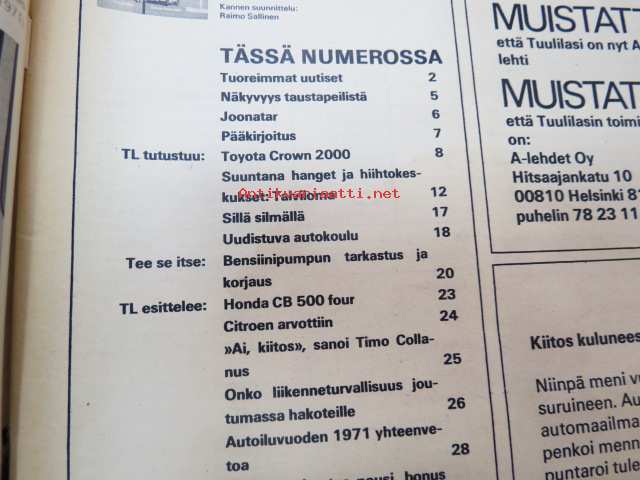 Kannen suunnittelu:
Raimo Sallinen
TÄSSÄ NUMEROSSA
Tuoreimmat uutiset 2
Näkyvyys taustapeilistä 5
Joonatar 6
Pääkirjoitus 7
TL tutustuu: Toyota Crown 2000 8
Suuntana hanget ja hiihtokes-
kukset: Talviloma 12
Antikvariaatti.net
Sillä silmällä 17
Uudistuva autokoulu 18
Tee se itse: Bensiinipumpun tarkastus ja
korjaus 20
TL esittelee: Honda CB 500 four 23
Citroen arvottiin 24
»Ai, kiitos», sanoi Timo Colla-
nus 25
Onko liikenneturvallisuus jou-
tumassa hakoteille 26
Autoiluvuoden 1971 yhteenve-
toa 28
nousi, bonus
MUISTAT
että Tuulilasi on nyt A
lehti
MUISTAT
että Tuulilasin toimi
on:
A-lehdet Oy
Hitsaajankatu 10
00810 Helsinki 81
puhelin 78 23 11
Kiitos kulunees
Niinpä meni vu
suruineen. Au
automaailma
penkoi menn
puntaroi tule